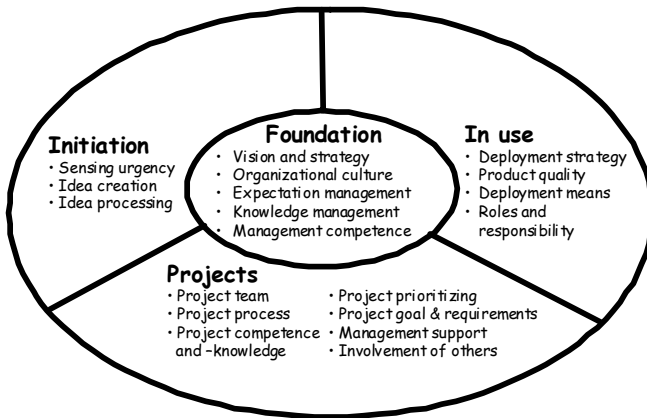 Initiation
· Sensing urgency
· Idea creation
· Idea processing
Foundation
· Vision and strategy
· Organizational culture
· Expectation management
· Knowledge management
· Management competence
In use
· Deployment strategy
· Product quality
· Deployment means
· Roles and
responsibility
Projects
· Project team
· Project process
· Project competence
and –knowledge
· Project prioritizing
· Project goal & requirements
· Management support
· Involvement of others